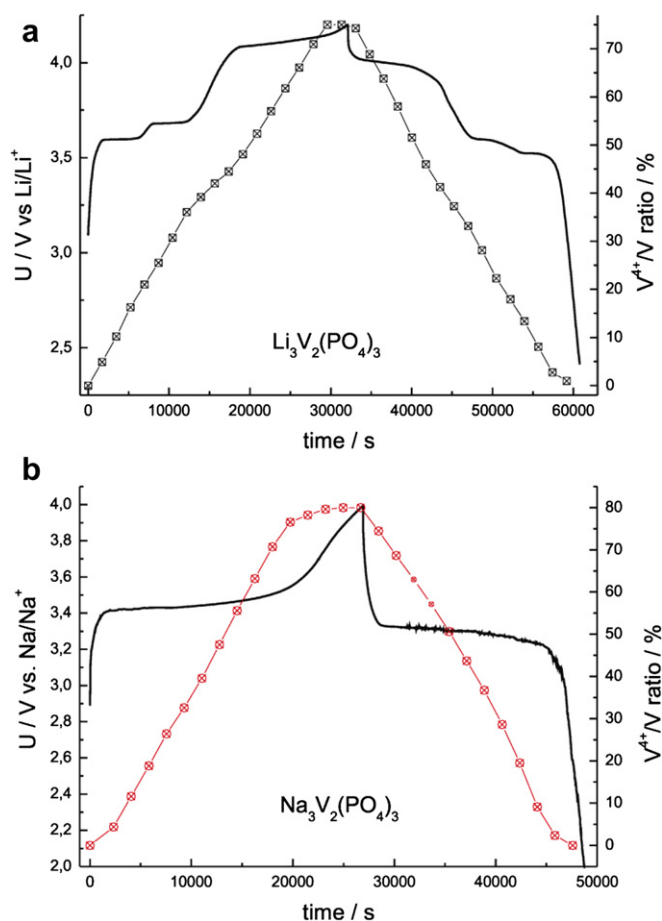 a
4,0
3,5
3,0
2,5
U / V vs Li/Li⁺
70
60
50
40
30
20
10
0
V⁴⁺/V ratio / %
Li₃V₂(PO₄)₃
0 10000 20000 30000 40000 50000 60000
time / s
b
4,0
3,8
3,6
3,4
3,2
3,0
2,8
2,6
2,4
2,2
2,0
U / V vs. Na/Na⁺
80
70
60
50
40
30
20
10
0
V⁴⁺/V ratio / %
Na₃V₂(PO₄)₃
0 10000 20000 30000 40000 50000
time / s